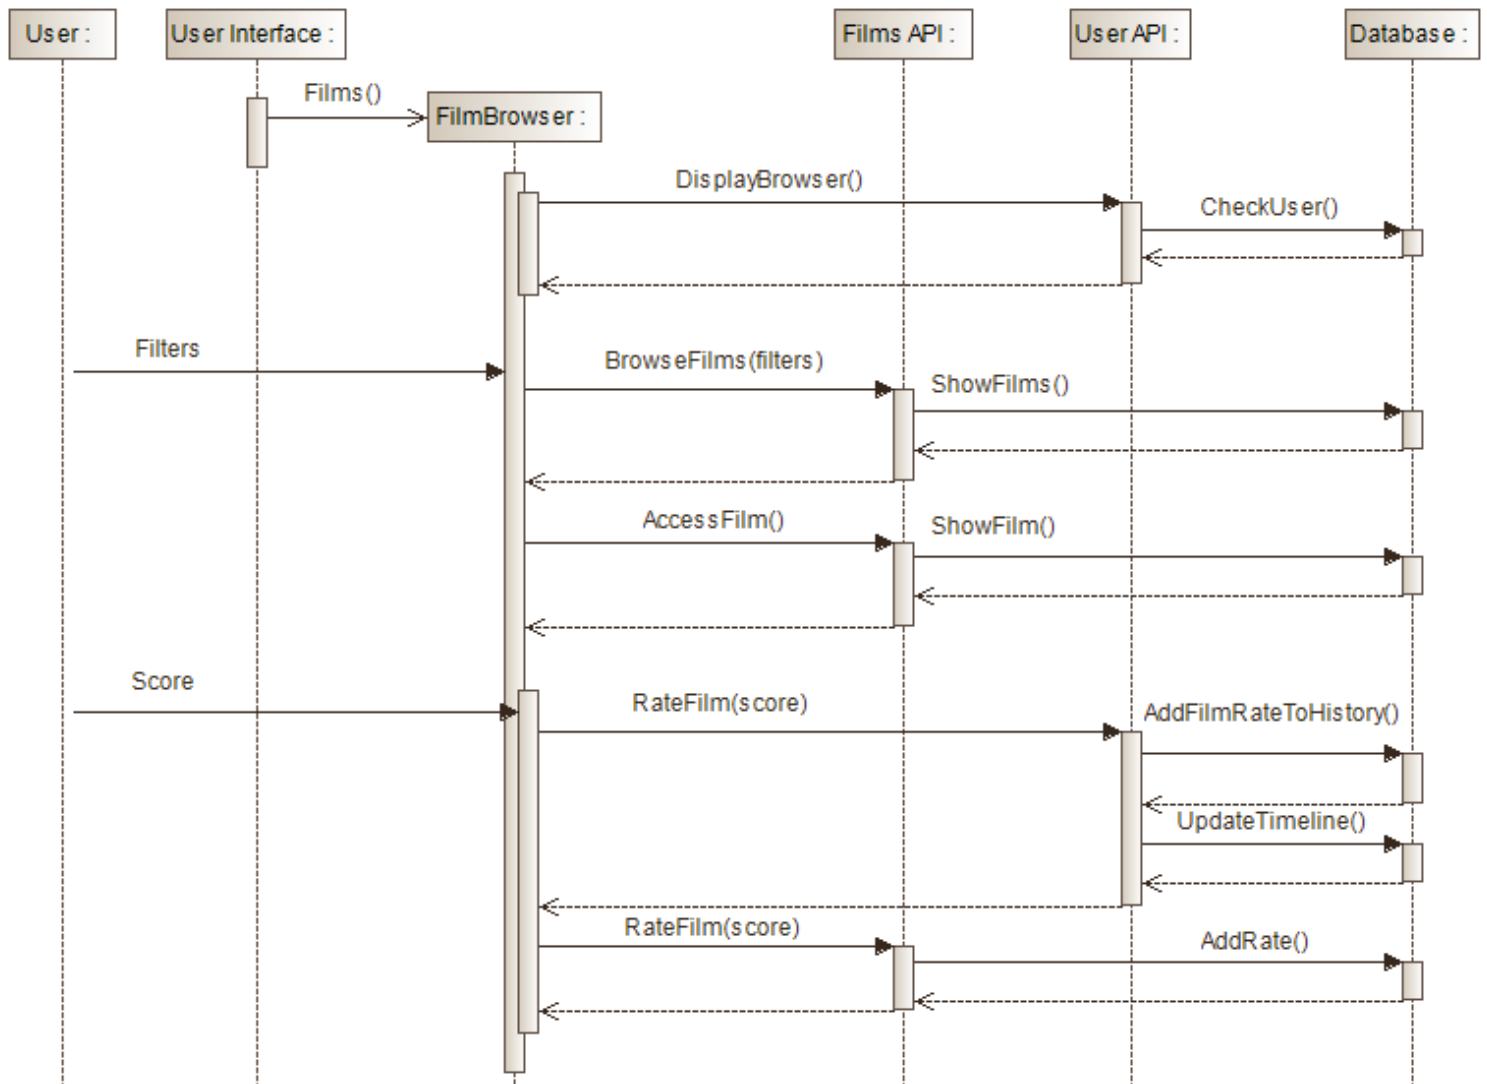 User :
User Interface :
Films API :
User API :
Database :
Films()
FilmBrowser :
DisplayBrowser()
CheckUser()
Filters
BrowseFilms(filters)
ShowFilms()
AccessFilm()
ShowFilm()
Score
RateFilm(score)
AddFilmRateToHistory()
UpdateTimeline()
RateFilm(score)
AddRate()